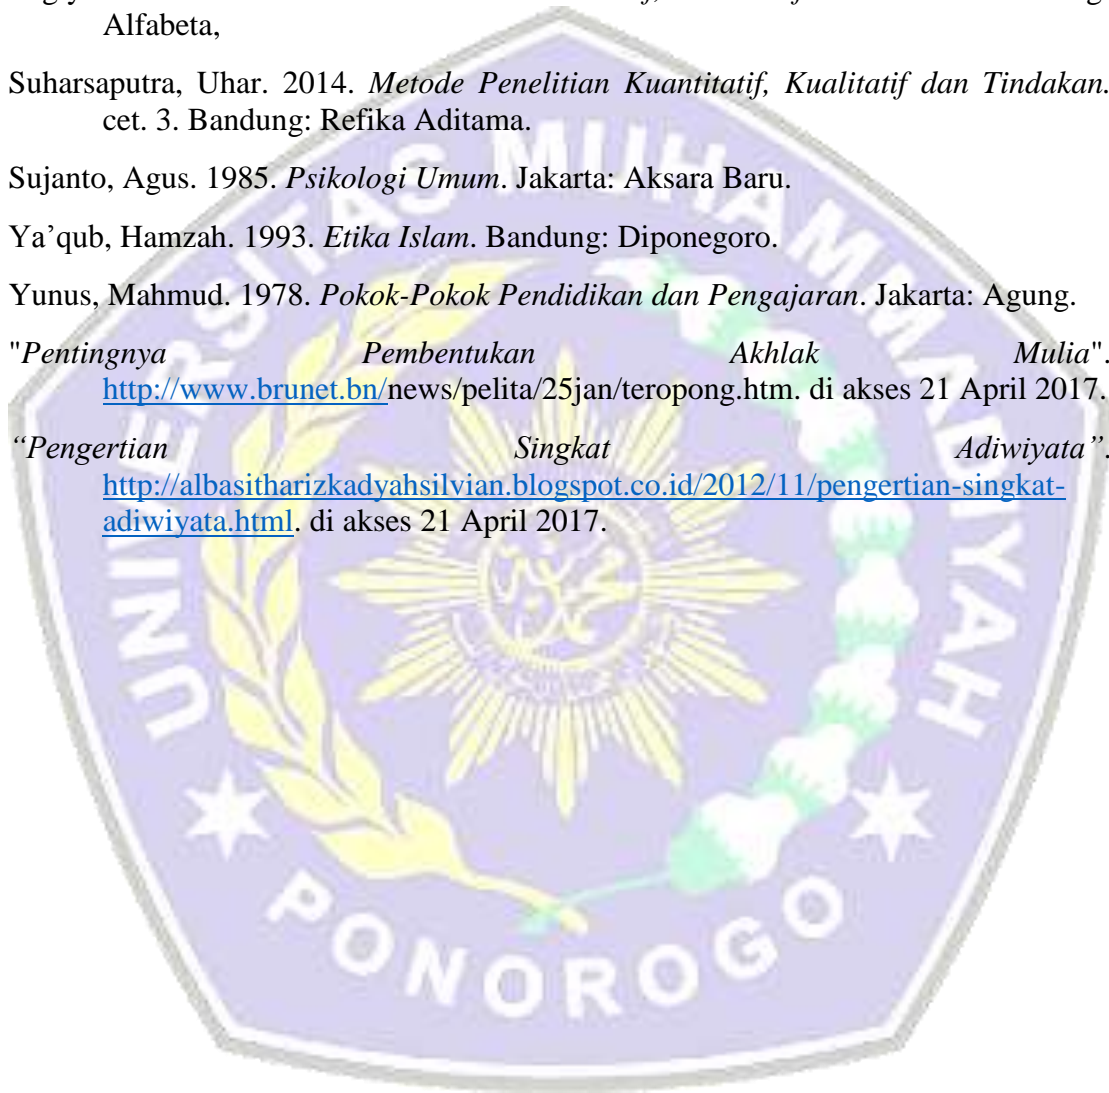 Alfabeta,
Suharsaputra, Uhar. 2014. Metode Penelitian Kuantitatif, Kualitatif dan Tindakan.
cet. 3. Bandung: Refika Aditama.
Sujanto, Agus. 1985. Psikologi Umum. Jakarta: Aksara Baru.
Ya’qub, Hamzah. 1993. Etika Islam. Bandung: Diponegoro.
Yunus, Mahmud. 1978. Pokok-Pokok Pendidikan dan Pengajaran. Jakarta: Agung.
"Pentingnya Pembentukan Akhlak Mulia".
http://www.brunet.bn/news/pelita/25jan/teropong.htm. di akses 21 April 2017.
“Pengertian Singkat Adiwiyata”.
http://albasitharizkadyahsilvian.blogspot.co.id/2012/11/pengertian-singkat-
adiwiyata.html. di akses 21 April 2017.
UNIVERSITAS MUHAMMADIYAH
PONOROGO